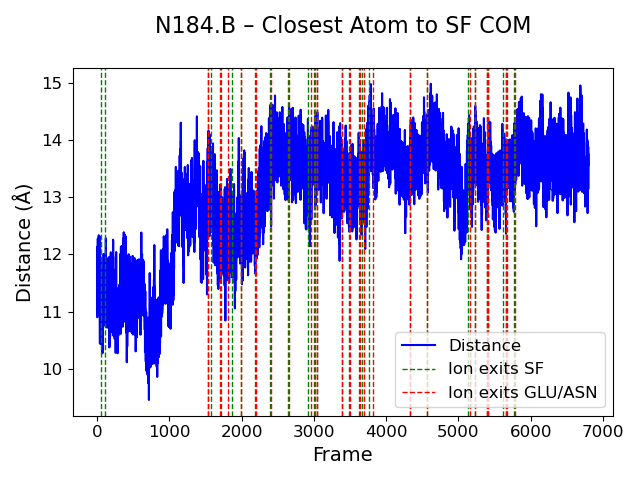 N184.B – Closest Atom to SF COM
Distance (Å)
15
14
13
12
11
10
Distance
Ion exits SF
Ion exits GLU/ASN
0 1000 2000 3000 4000 5000 6000 7000
Frame